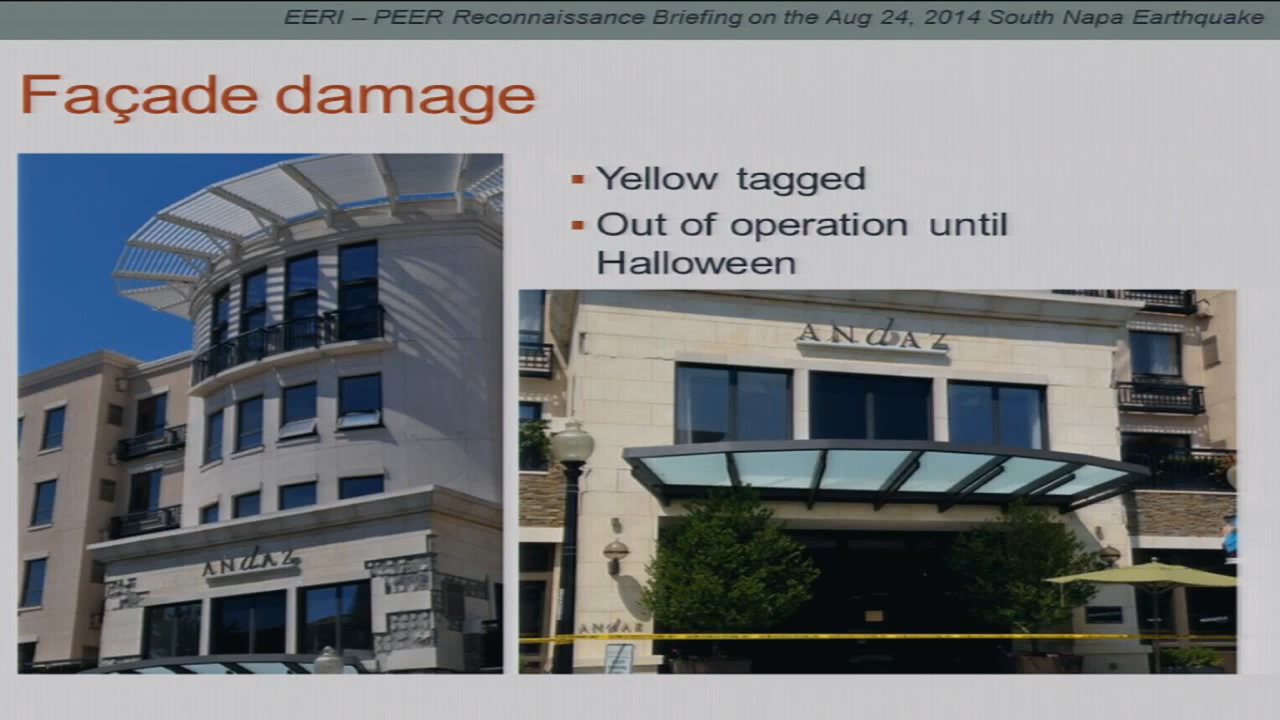 EERI – PEER Reconnaissance Briefing on the Aug 24, 2014 South Napa Earthquake
Façade damage
▪ Yellow tagged
▪ Out of operation until
Halloween
ANdAZ
ANdAZ
ANdAZ